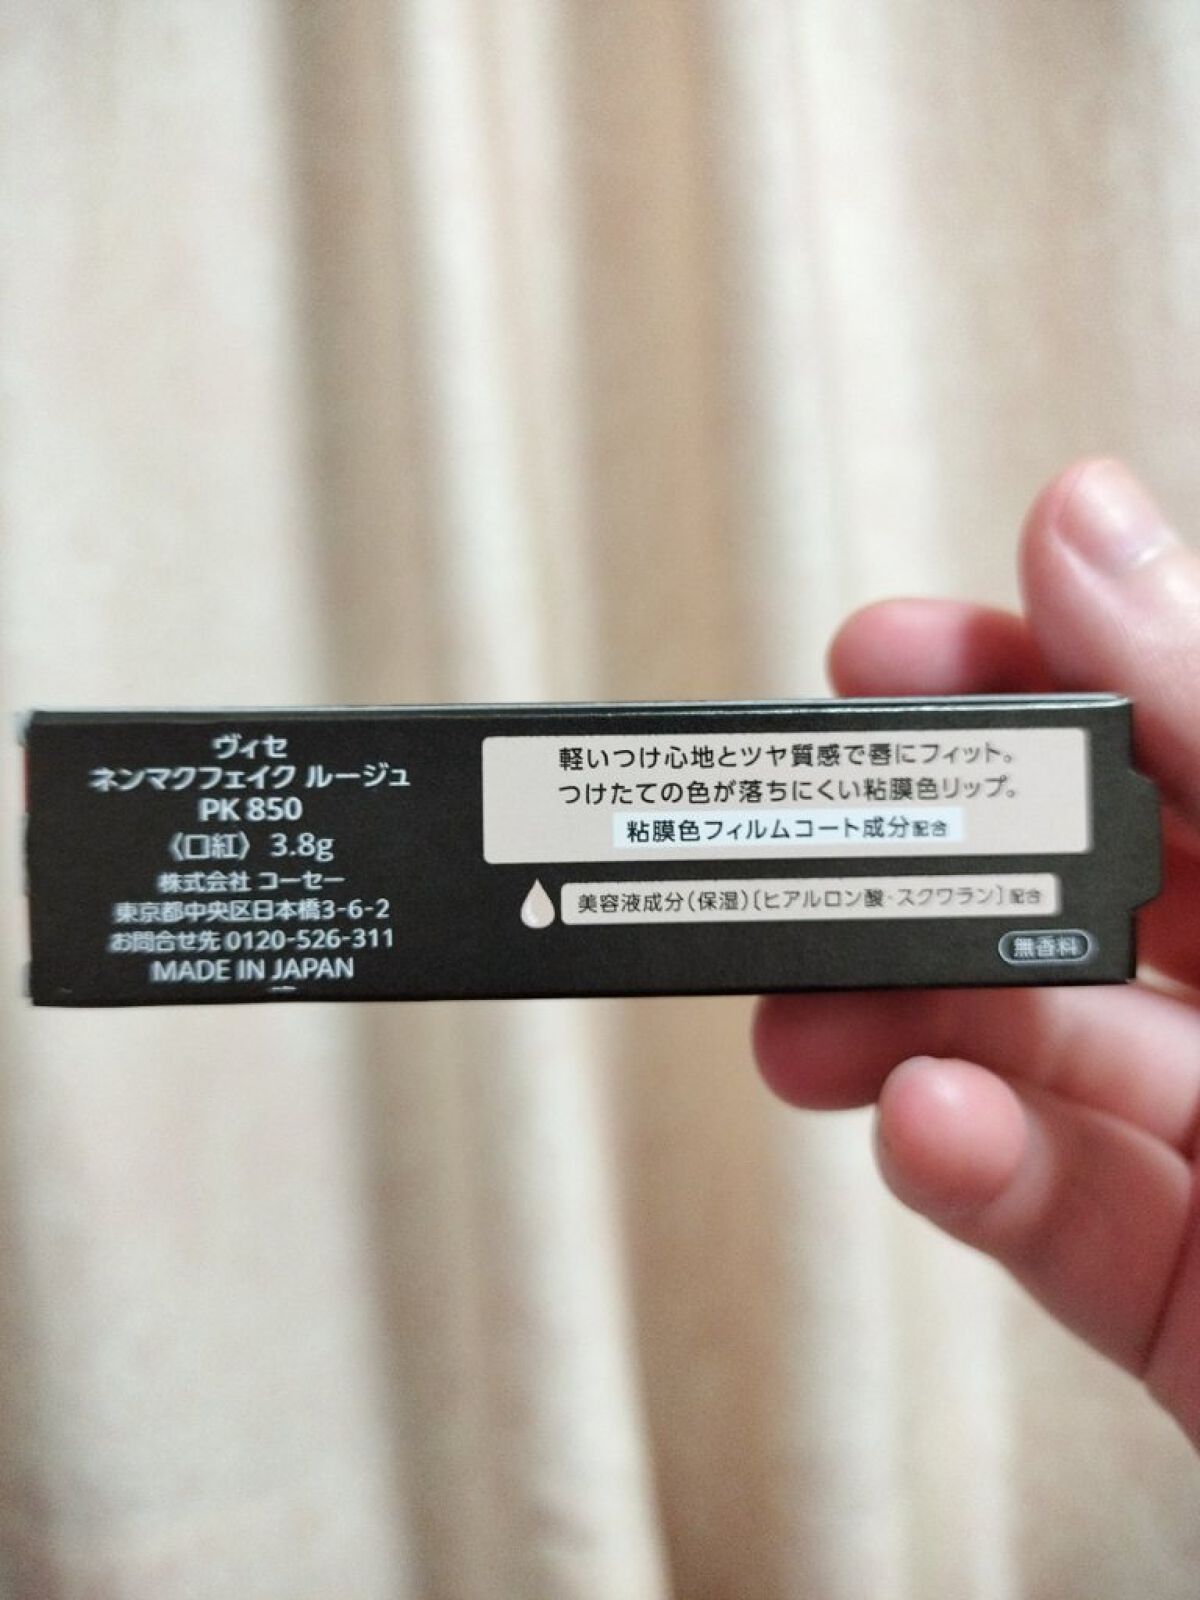 ヴィセ
ネンマクフェイク ルージュ
PK 850
《口紅》 3.8g
株式会社 コーセー
東京都中央区日本橋3-6-2
お問合せ先 0120-526-311
MADE IN JAPAN
軽いつけ心地とツヤ質感で唇にフィット。
つけたての色が落ちにくい粘膜色リップ。
粘膜色フィルムコート成分配合
美容液成分(保湿)〔ヒアルロン酸・スクワラン〕配合
無香料